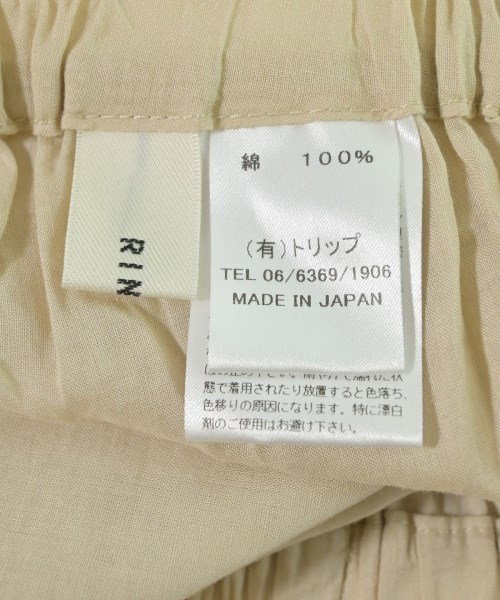 綿 100%
(有)トリップ
TEL 06/6369/1906
MADE IN JAPAN
態で着用されたり放置すると色落ち、
色移りの原因になります。特に漂白
剤のご使用はお避け下さい。
RIN